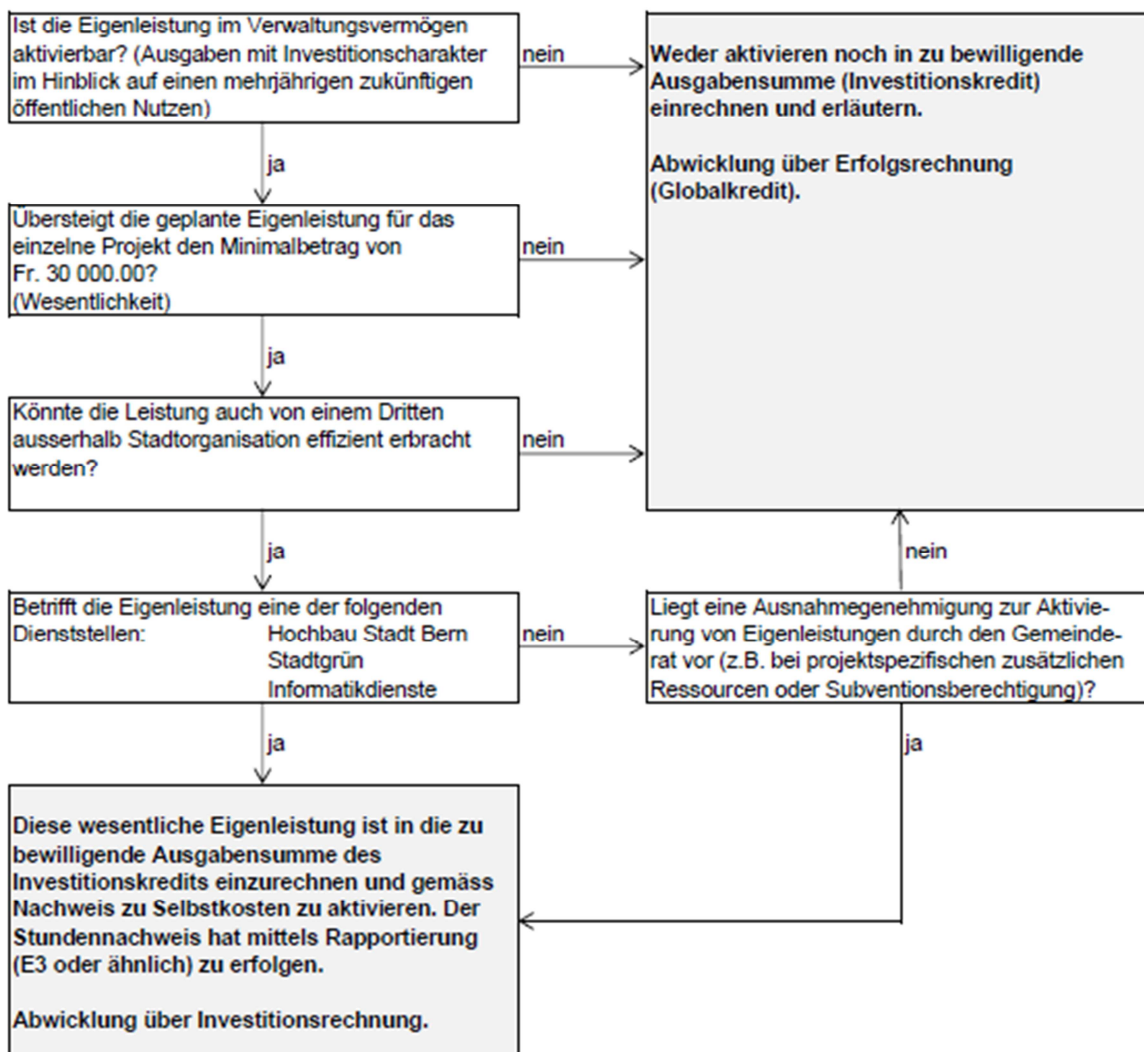 Ist die Eigenleistung im Verwaltungsvermögen
aktivierbar? (Ausgaben mit Investitionscharakter
im Hinblick auf einen mehrjährigen zukünftigen
öffentlichen Nutzen)
nein
Weder aktivieren noch in zu bewilligende
Ausgabensumme (Investitionskredit)
einrechnen und erläutern.
Abwicklung über Erfolgsrechnung
(Globalkredit).
ja
Übersteigt die geplante Eigenleistung für das
einzelne Projekt den Minimalbetrag von
Fr. 30 000.00?
(Wesentlichkeit)
nein
ja
Könnte die Leistung auch von einem Dritten
ausserhalb Stadtorganisation effizient erbracht
werden?
nein
ja
nein
Betrifft die Eigenleistung eine der folgenden
Dienststellen: Hochbau Stadt Bern
Stadtgrün
Informatikdienste
nein
Liegt eine Ausnahmegenehmigung zur Aktivie-
rung von Eigenleistungen durch den Gemeinde-
rat vor (z.B. bei projektspezifischen zusätzlichen
Ressourcen oder Subventionsberechtigung)?
ja
ja
Diese wesentliche Eigenleistung ist in die zu
bewilligende Ausgabensumme des
Investitionskredits einzurechnen und gemäss
Nachweis zu Selbstkosten zu aktivieren. Der
Stundennachweis hat mittels Rapportierung
(E3 oder ähnlich) zu erfolgen.
Abwicklung über Investitionsrechnung.